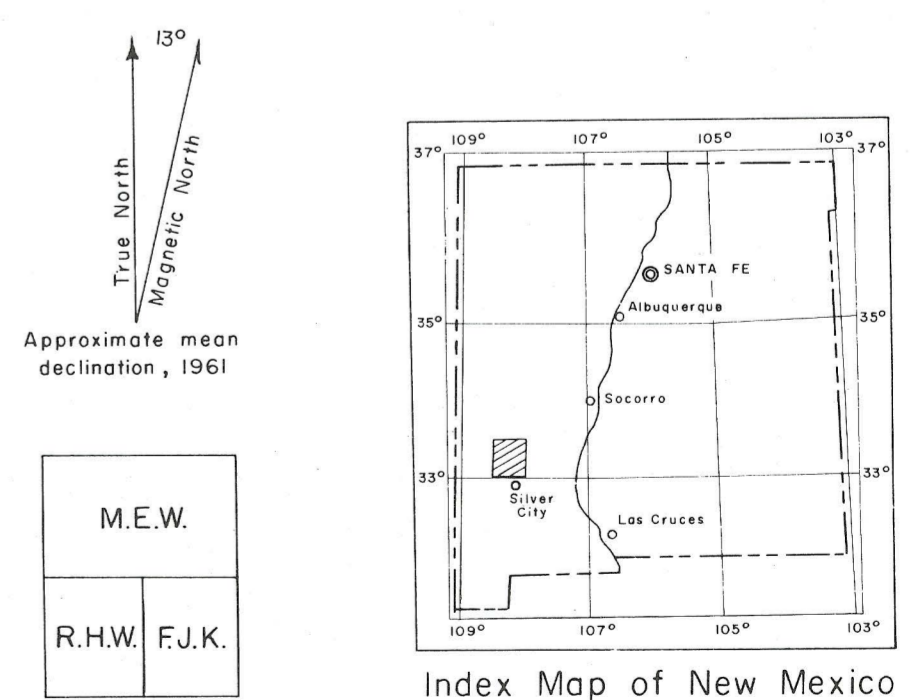 13°
True North
Magnetic North
Approximate mean
declination, 1961
M.E.W.
R.H.W. F.J.K.
109° 107° 105° 103°
37° 37°
SANTA FE
Albuquerque
35° 35°
Socorro
33° 33°
Silver
City
Las Cruces
109° 107° 105° 103°
Index Map of New Mexico